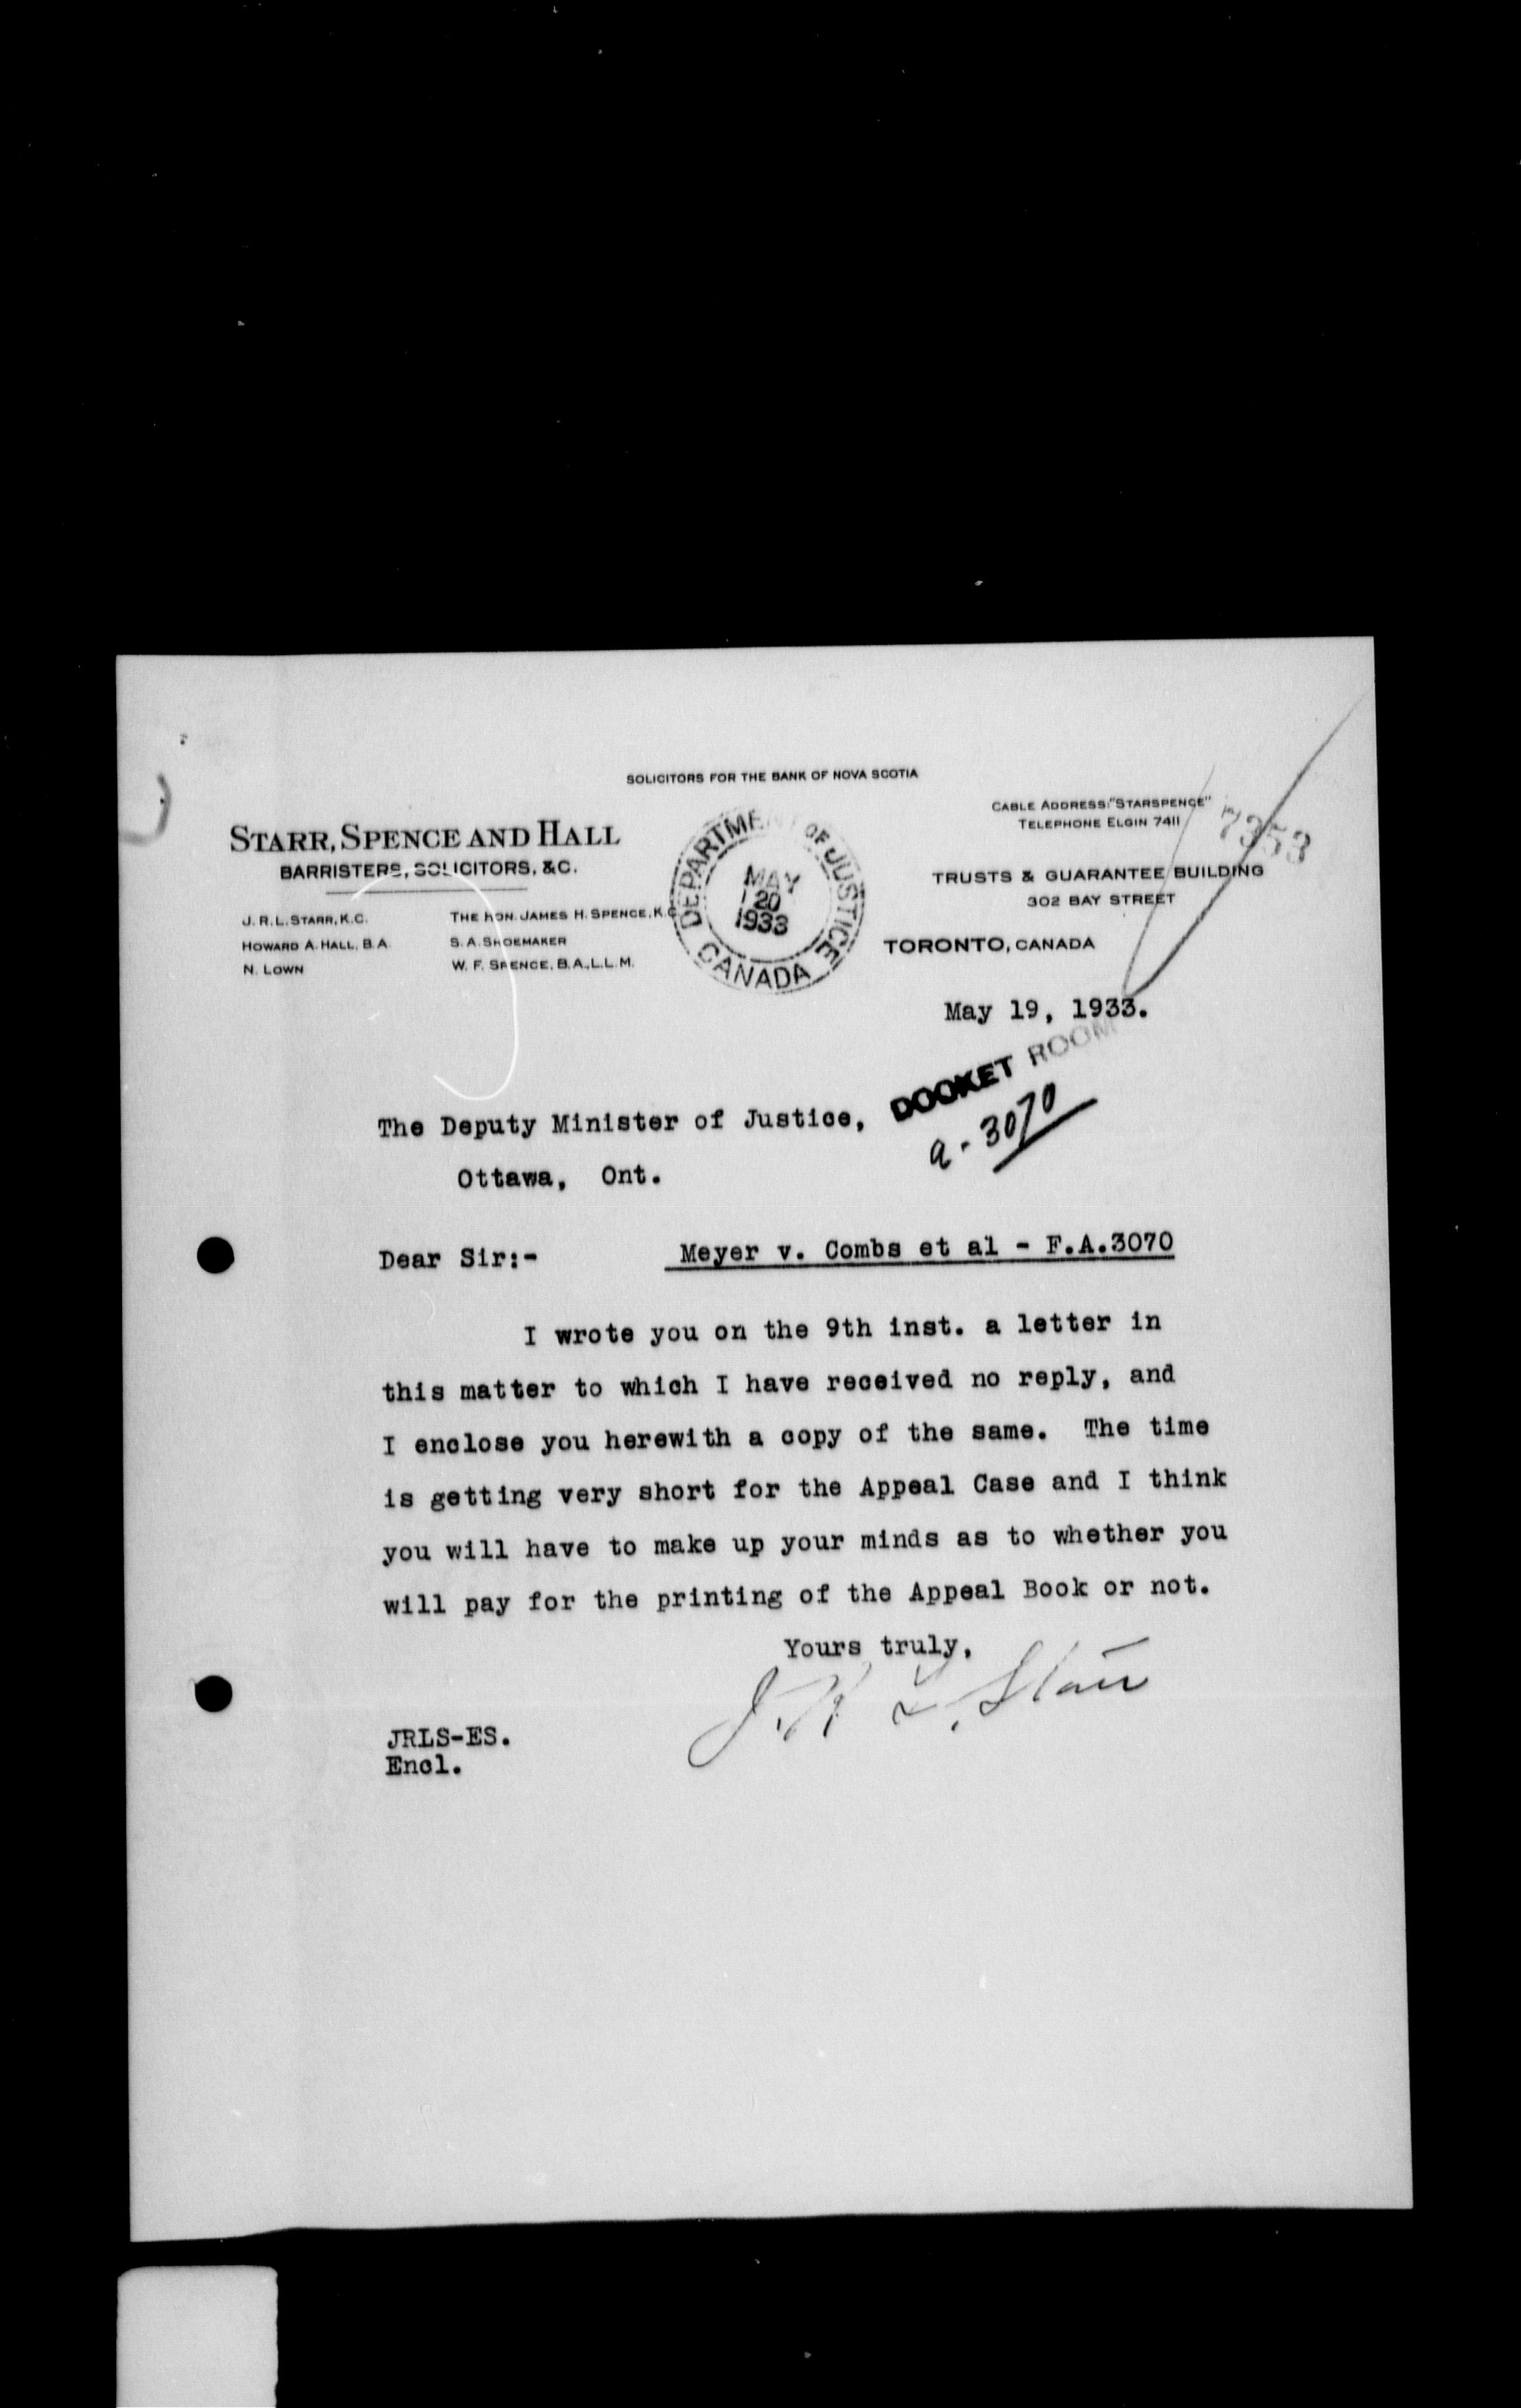 SOLICITORS FOR THE BANK OF NOVA SCOTIA
CABLE ADDRESS: "STARSPENCE"
TELEPHONE ELGIN 7411
7353
STARR, SPENCE AND HALL
BARRISTERS, SOLICITORS, &C.
TRUSTS & GUARANTEE BUILDING
302 BAY STREET
TORONTO, CANADA
J. R. L. STARR, K.C.
THE HON. JAMES H. SPENCE, K.C.
HOWARD A. HALL, B.A.
S. A. SHOEMAKER
N. LOWN
W. F. SPENCE, B.A., L.L.M.
DEPARTMENT OF JUSTICE
MAY
20
1933
CANADA
May 19, 1933.
DOCKET ROOM
a - 3070
The Deputy Minister of Justice,
Ottawa, Ont.
Dear Sir:- Meyer v. Combs et al - F.A.3070
I wrote you on the 9th inst. a letter in
this matter to which I have received no reply, and
I enclose you herewith a copy of the same. The time
is getting very short for the Appeal Case and I think
you will have to make up your minds as to whether you
will pay for the printing of the Appeal Book or not.
Yours truly,
J. R. L. Starr
JRLS-ES.
Encl.